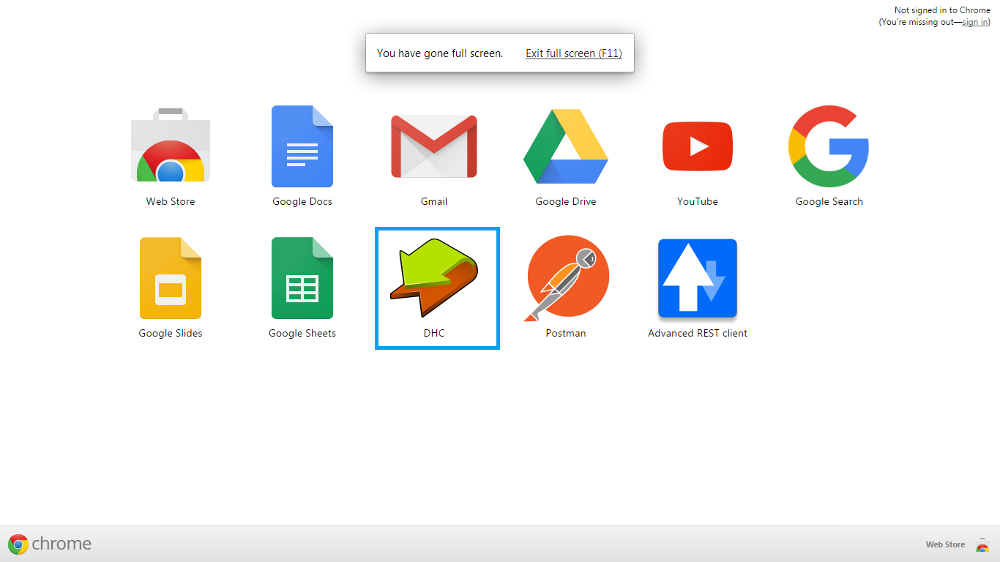 Not signed in to Chrome
(You're missing out—sign in)
You have gone full screen. Exit full screen (F11)
Web Store Google Docs Gmail Google Drive YouTube Google Search
Google Slides Google Sheets DHC Postman Advanced REST client
chrome Web Store